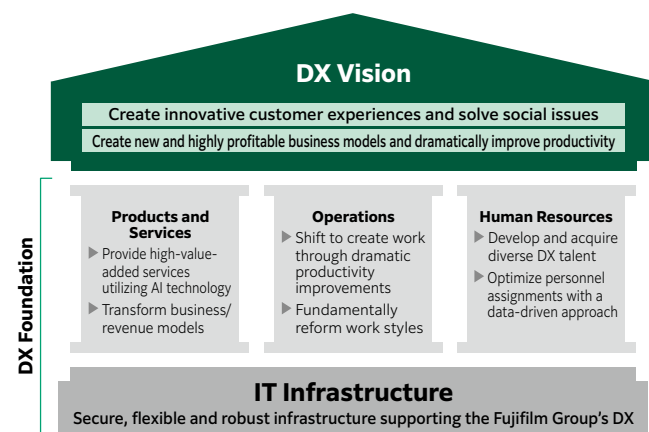 DX Vision
Create innovative customer experiences and solve social issues
Create new and highly profitable business models and dramatically improve productivity
DX Foundation
Products and
Services
▶ Provide high-value-
added services
utilizing AI technology
▶ Transform business/
revenue models
Operations
▶ Shift to create work
through dramatic
productivity
improvements
▶ Fundamentally
reform work styles
Human Resources
▶ Develop and acquire
diverse DX talent
▶ Optimize personnel
assignments with a
data-driven approach
IT Infrastructure
Secure, flexible and robust infrastructure supporting the Fujifilm Group's DX